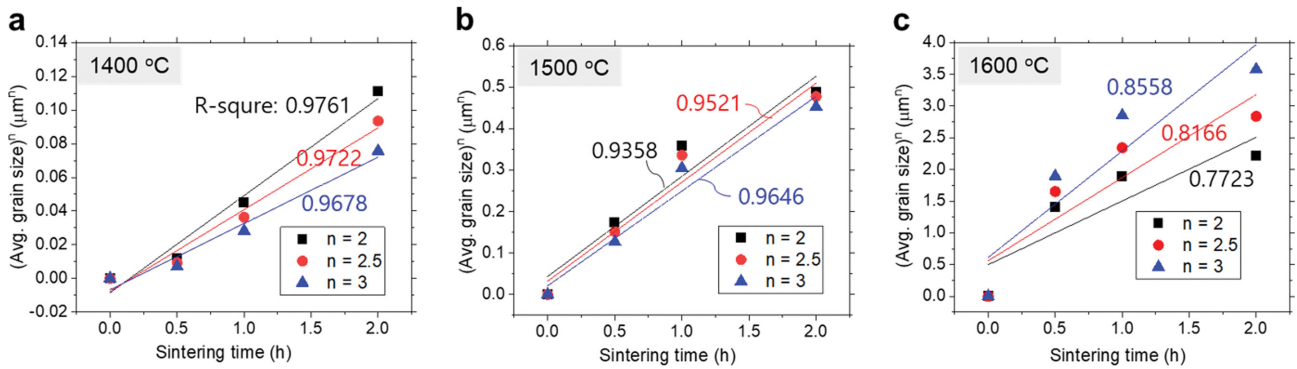 a
1400 °C
R-squre: 0.9761
0.9722
0.9678
n = 2
n = 2.5
n = 3
0.14
0.12
0.10
0.08
0.06
0.04
0.02
0.00
-0.02
0.0 0.5 1.0 1.5 2.0
(Avg. grain size)ⁿ (μmⁿ)
Sintering time (h)
b
1500 °C
0.9521
0.9358
0.9646
n = 2
n = 2.5
n = 3
0.6
0.5
0.4
0.3
0.2
0.1
0.0
0.0 0.5 1.0 1.5 2.0
(Avg. grain size)ⁿ (μmⁿ)
Sintering time (h)
c
1600 °C
0.8558
0.8166
0.7723
n = 2
n = 2.5
n = 3
4.0
3.5
3.0
2.5
2.0
1.5
1.0
0.5
0.0
0.0 0.5 1.0 1.5 2.0
(Avg. grain size)ⁿ (μmⁿ)
Sintering time (h)